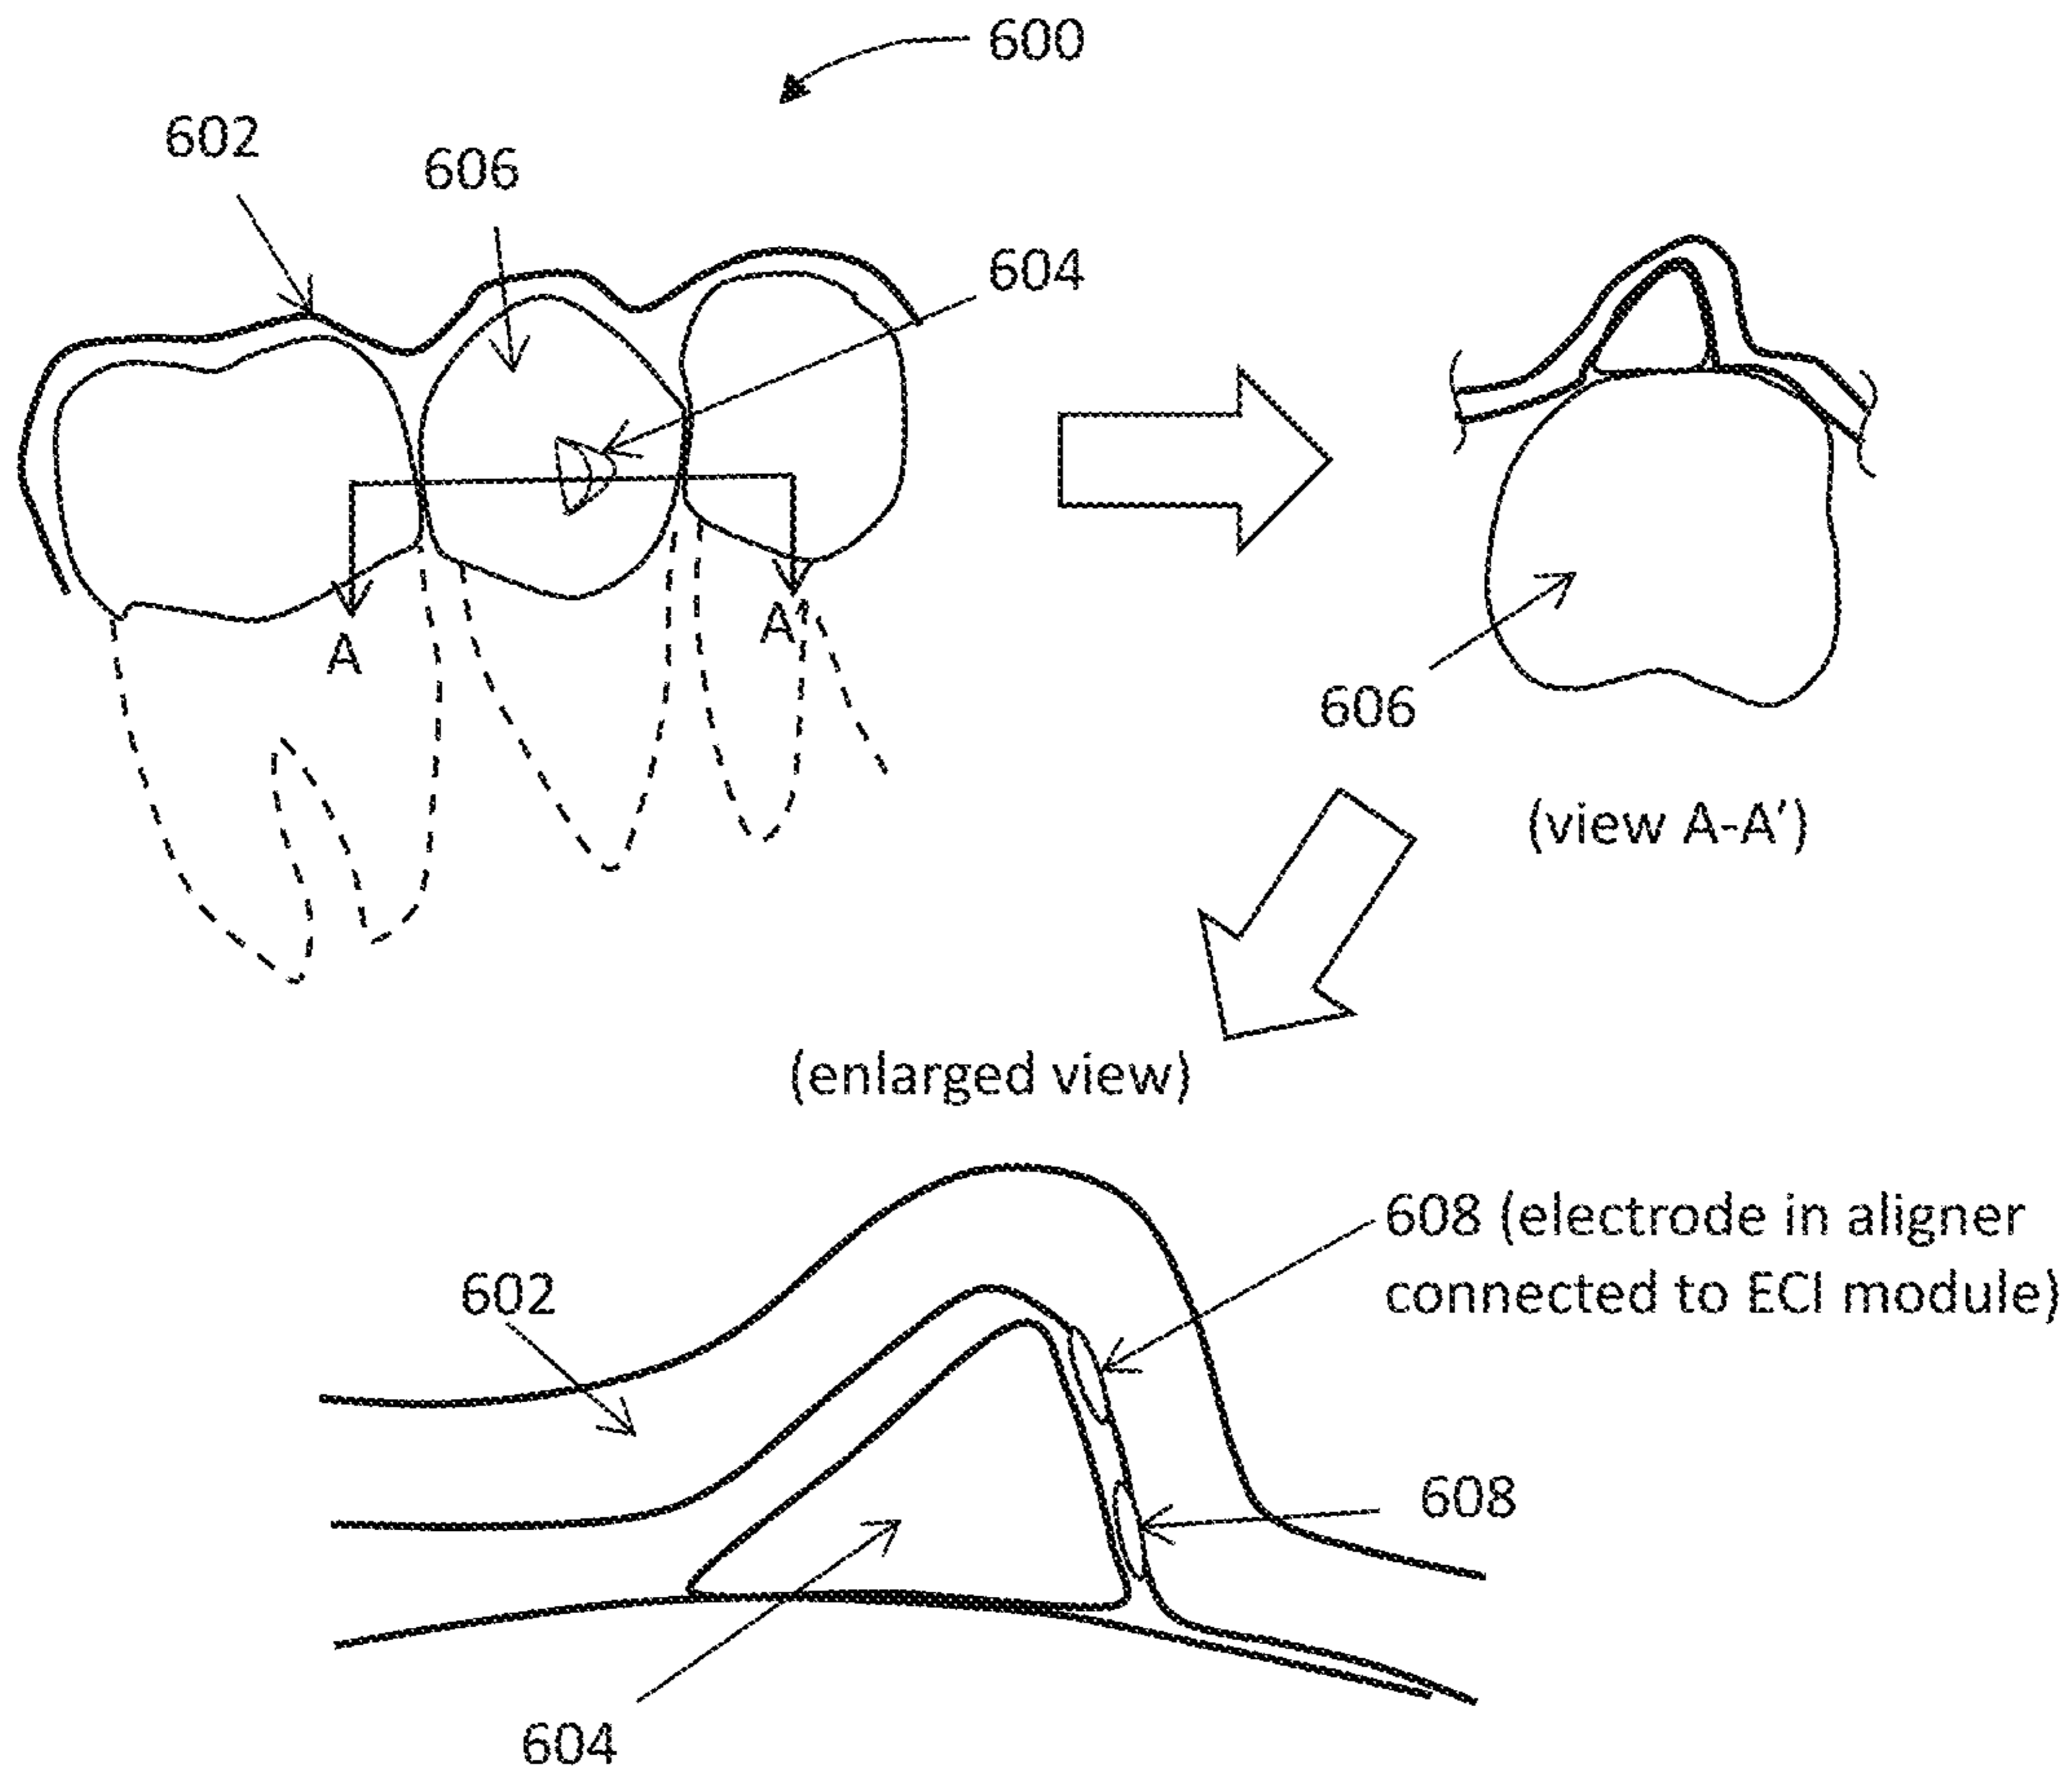 600
602
606
604
A
A'
606
(view A-A')
(enlarged view)
608 (electrode in aligner
connected to ECI module)
602
608
604